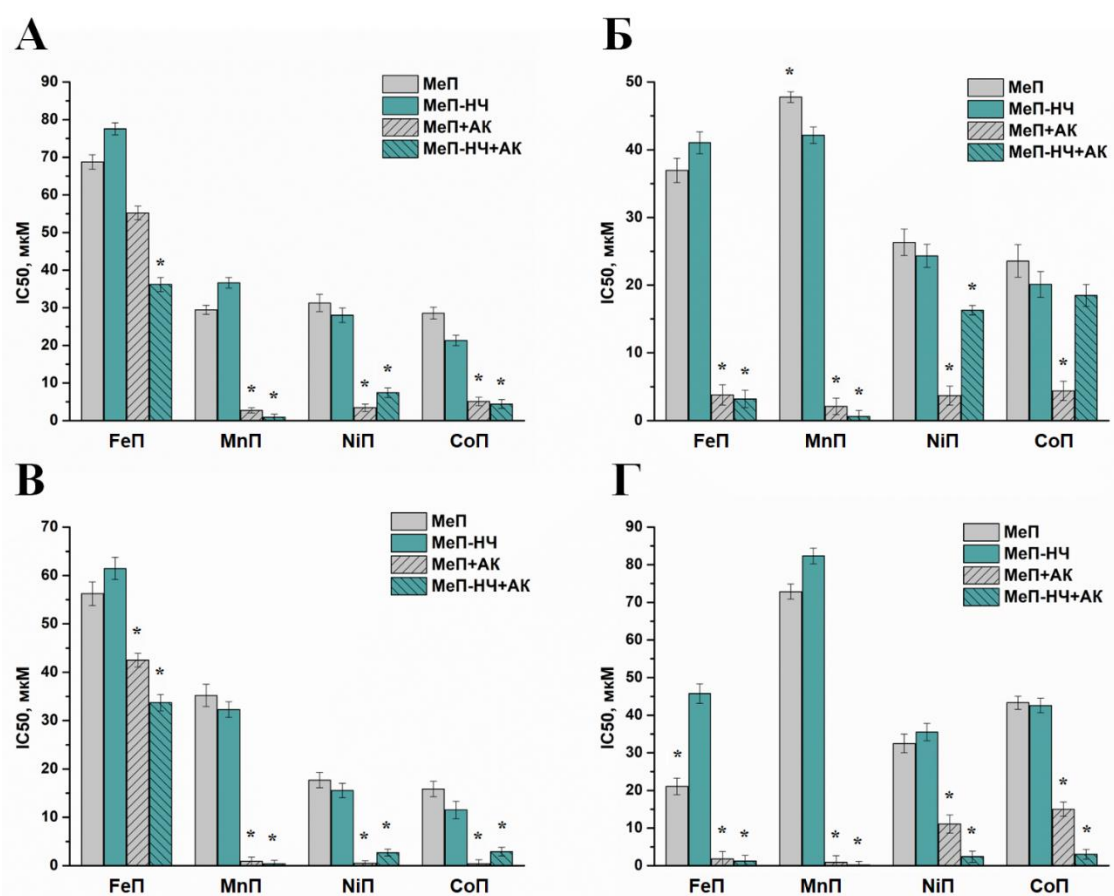 А
IC50, мкМ
90
80
70
60
50
40
30
20
10
0
МеП
МеП-НЧ
МеП+АК
МеП-НЧ+АК
*
* *
* *
* *
FeП MnП NiП CoП
Б
IC50, мкМ
50
40
30
20
10
0
МеП
МеП-НЧ
МеП+АК
МеП-НЧ+АК
*
* *
* *
* *
*
FeП MnП NiП CoП
В
IC50, мкМ
70
60
50
40
30
20
10
0
МеП
МеП-НЧ
МеП+АК
МеП-НЧ+АК
* *
* *
* *
* *
FeП MnП NiП CoП
Г
IC50, мкМ
90
80
70
60
50
40
30
20
10
0
МеП
МеП-НЧ
МеП+АК
МеП-НЧ+АК
*
* *
* *
* *
* *
FeП MnП NiП CoП